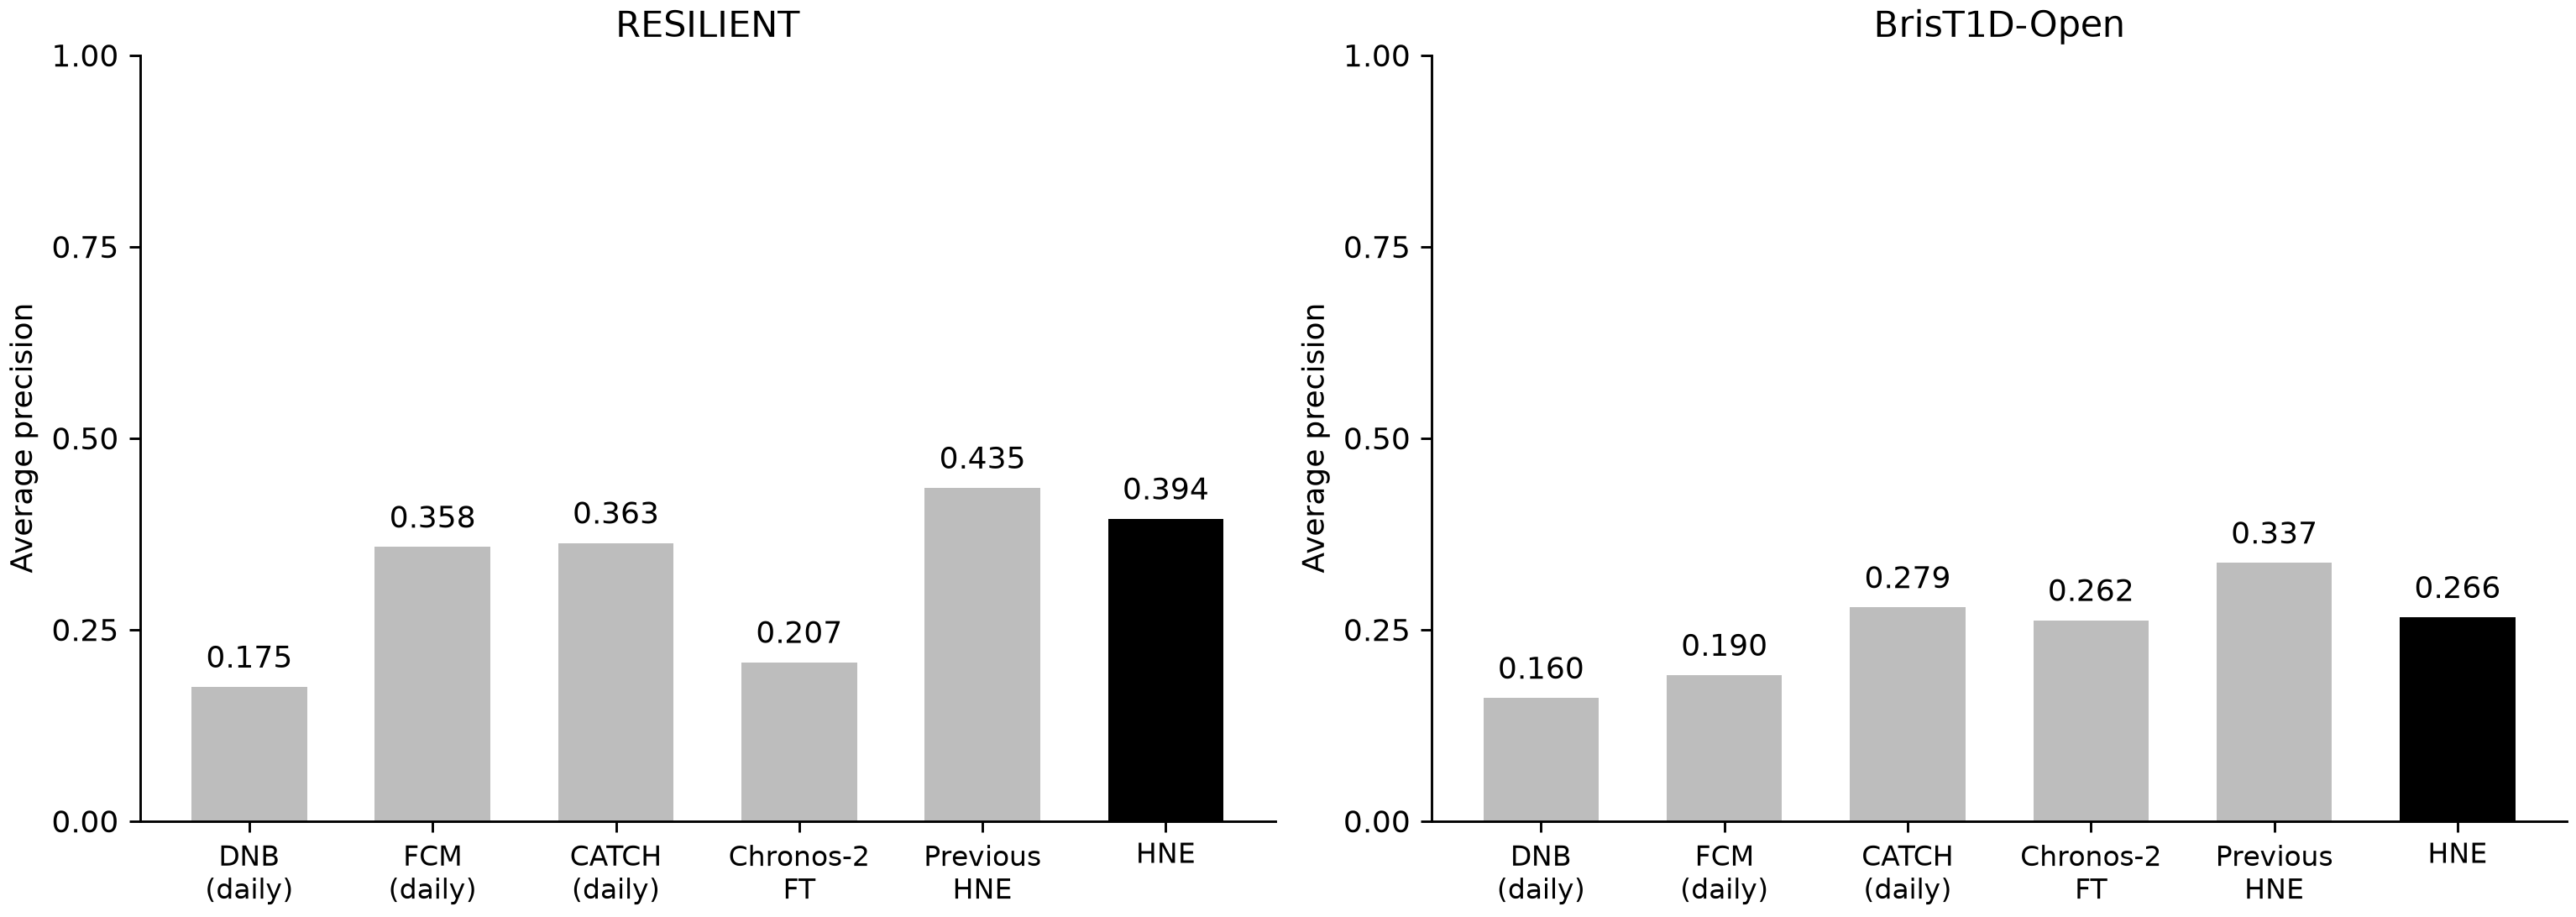 RESILIENT
Average precision
1.00
0.75
0.50
0.25
0.00
0.175
0.358
0.363
0.207
0.435
0.394
DNB
(daily)
FCM
(daily)
CATCH
(daily)
Chronos-2
FT
Previous
HNE
HNE
BrisT1D-Open
Average precision
1.00
0.75
0.50
0.25
0.00
0.160
0.190
0.279
0.262
0.337
0.266
DNB
(daily)
FCM
(daily)
CATCH
(daily)
Chronos-2
FT
Previous
HNE
HNE